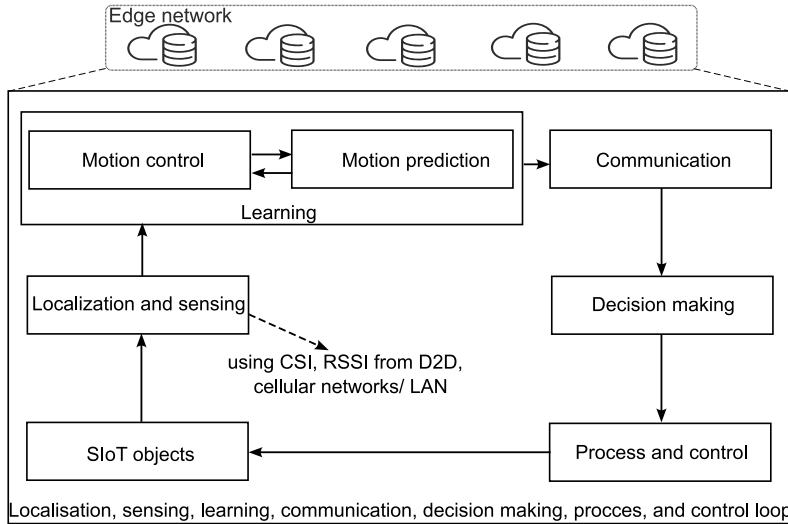 Edge network
Motion control
Motion prediction
Communication
Learning
Localization and sensing
Decision making
using CSI, RSSI from D2D,
cellular networks/ LAN
SIoT objects
Process and control
Localisation, sensing, learning, communication, decision making, procces, and control loop